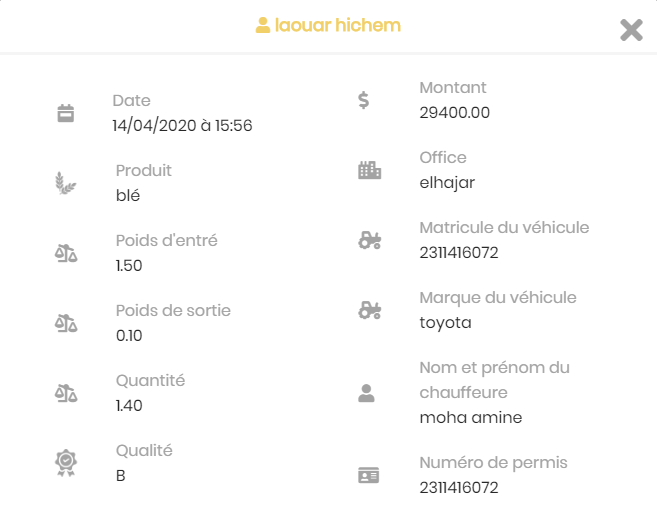 laouar hichem
Date
14/04/2020 à 15:56
Produit
blé
Poids d'entré
1.50
Poids de sortie
0.10
Quantité
1.40
Qualité
B
Montant
29400.00
Office
elhajar
Matricule du véhicule
2311416072
Marque du véhicule
toyota
Nom et prénom du
chauffeure
moha amine
Numéro de permis
2311416072